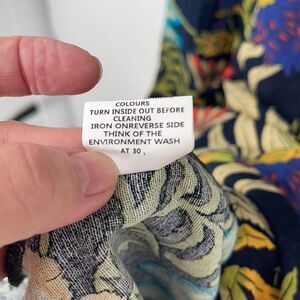 COLOURS
TURN INSIDE OUT BEFORE
CLEANING
IRON ONREVERSE SIDE
THINK OF THE
ENVIRONMENT WASH
AT 30 ,